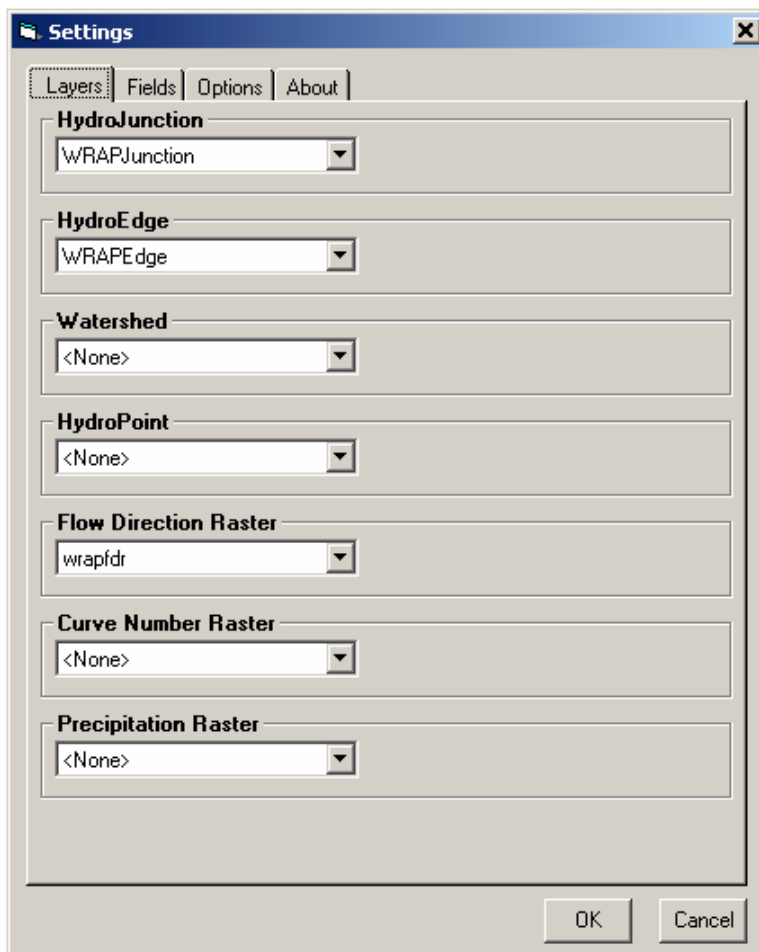 Settings
Layers Fields Options About
HydroJunction
WRAPJunction
HydroEdge
WRAPEdge
Watershed
<None>
HydroPoint
<None>
Flow Direction Raster
wrapfdr
Curve Number Raster
<None>
Precipitation Raster
<None>
OK Cancel